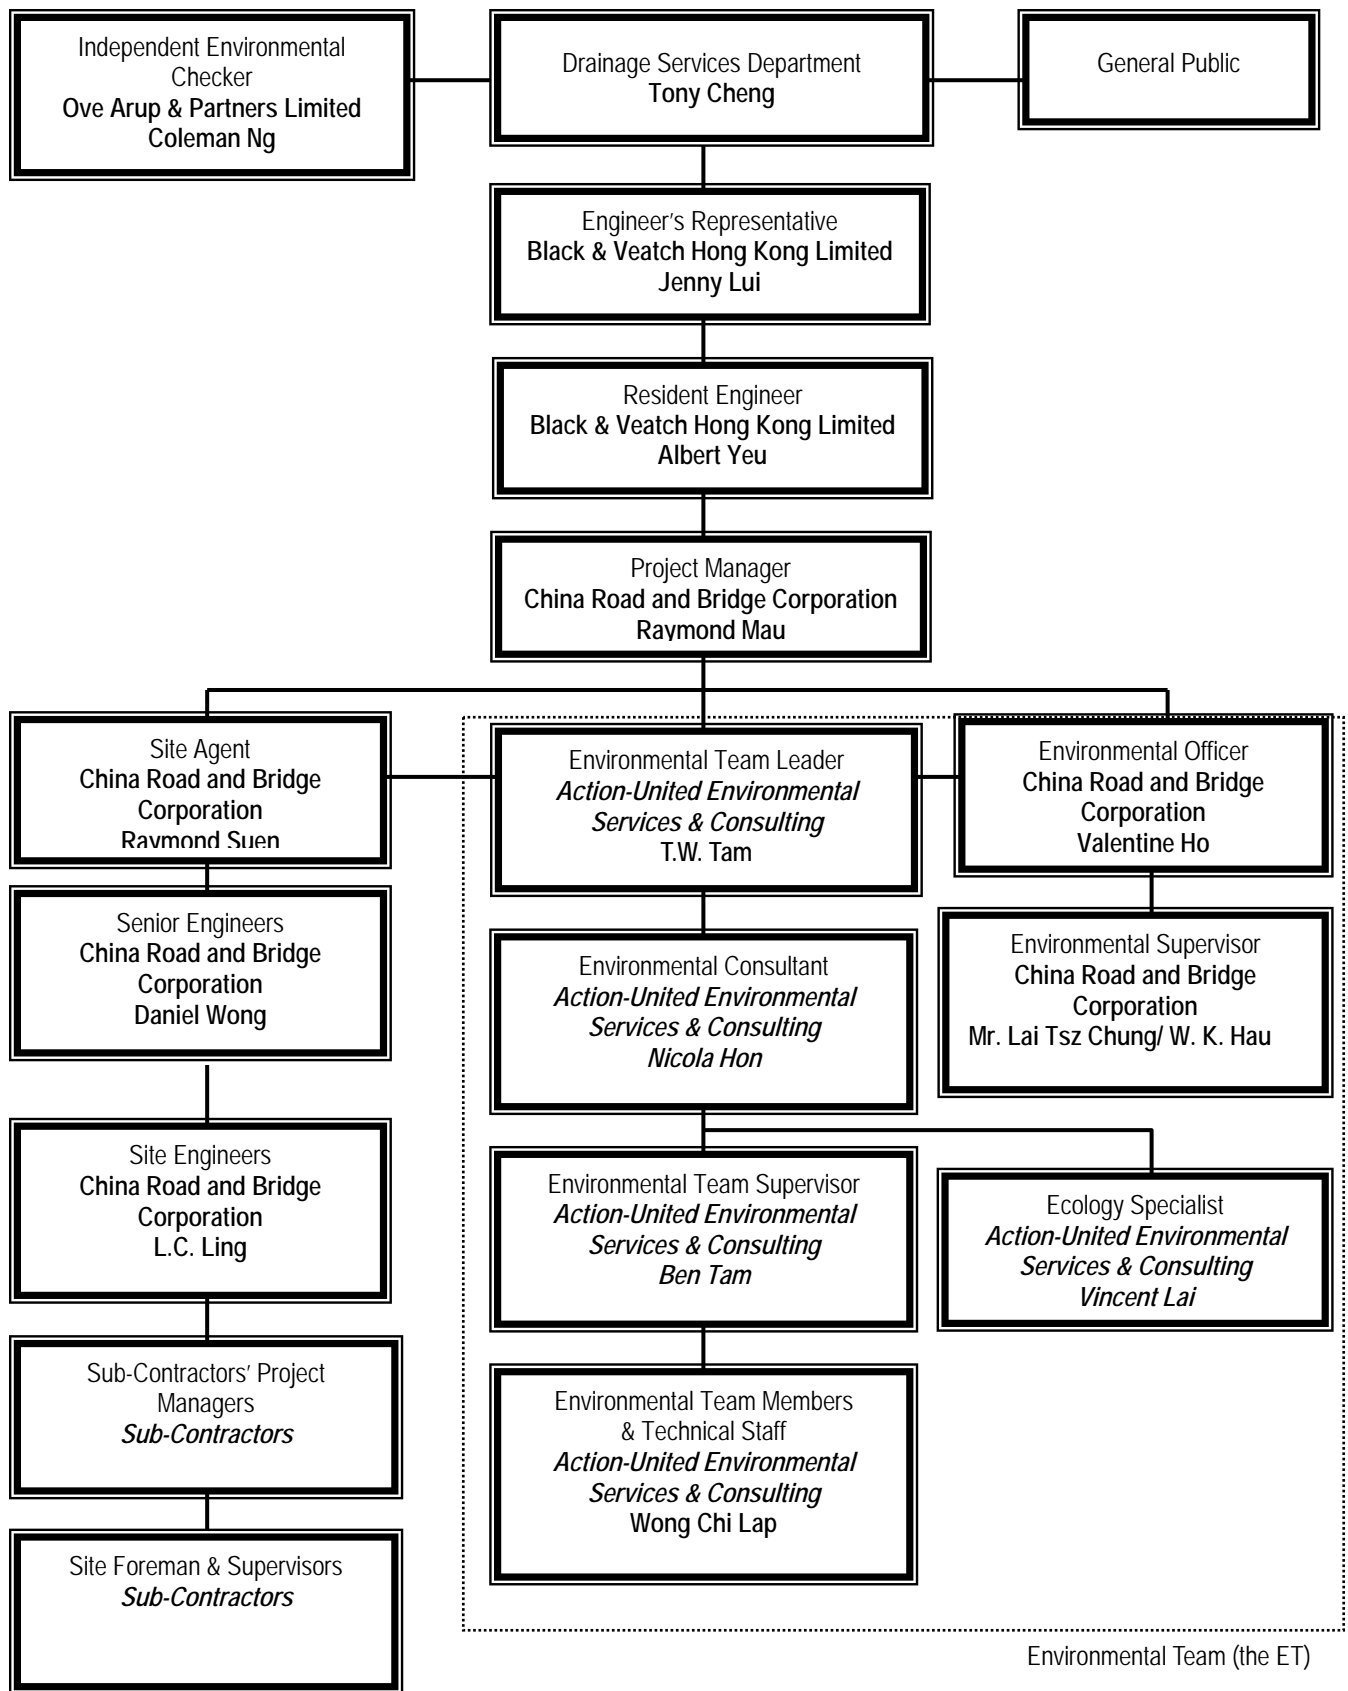 Independent Environmental
Checker
Ove Arup & Partners Limited
Coleman Ng
Drainage Services Department
Tony Cheng
General Public
Engineer's Representative
Black & Veatch Hong Kong Limited
Jenny Lui
Resident Engineer
Black & Veatch Hong Kong Limited
Albert Yeu
Project Manager
China Road and Bridge Corporation
Raymond Mau
Site Agent
China Road and Bridge
Corporation
Raymond Suen
Environmental Team Leader
Action-United Environmental
Services & Consulting
T.W. Tam
Environmental Officer
China Road and Bridge
Corporation
Valentine Ho
Senior Engineers
China Road and Bridge
Corporation
Daniel Wong
Environmental Consultant
Action-United Environmental
Services & Consulting
Nicola Hon
Environmental Supervisor
China Road and Bridge
Corporation
Mr. Lai Tsz Chung/ W. K. Hau
Site Engineers
China Road and Bridge
Corporation
L.C. Ling
Environmental Team Supervisor
Action-United Environmental
Services & Consulting
Ben Tam
Ecology Specialist
Action-United Environmental
Services & Consulting
Vincent Lai
Sub-Contractors' Project
Managers
Sub-Contractors
Environmental Team Members
& Technical Staff
Action-United Environmental
Services & Consulting
Wong Chi Lap
Site Foreman & Supervisors
Sub-Contractors
Environmental Team (the ET)